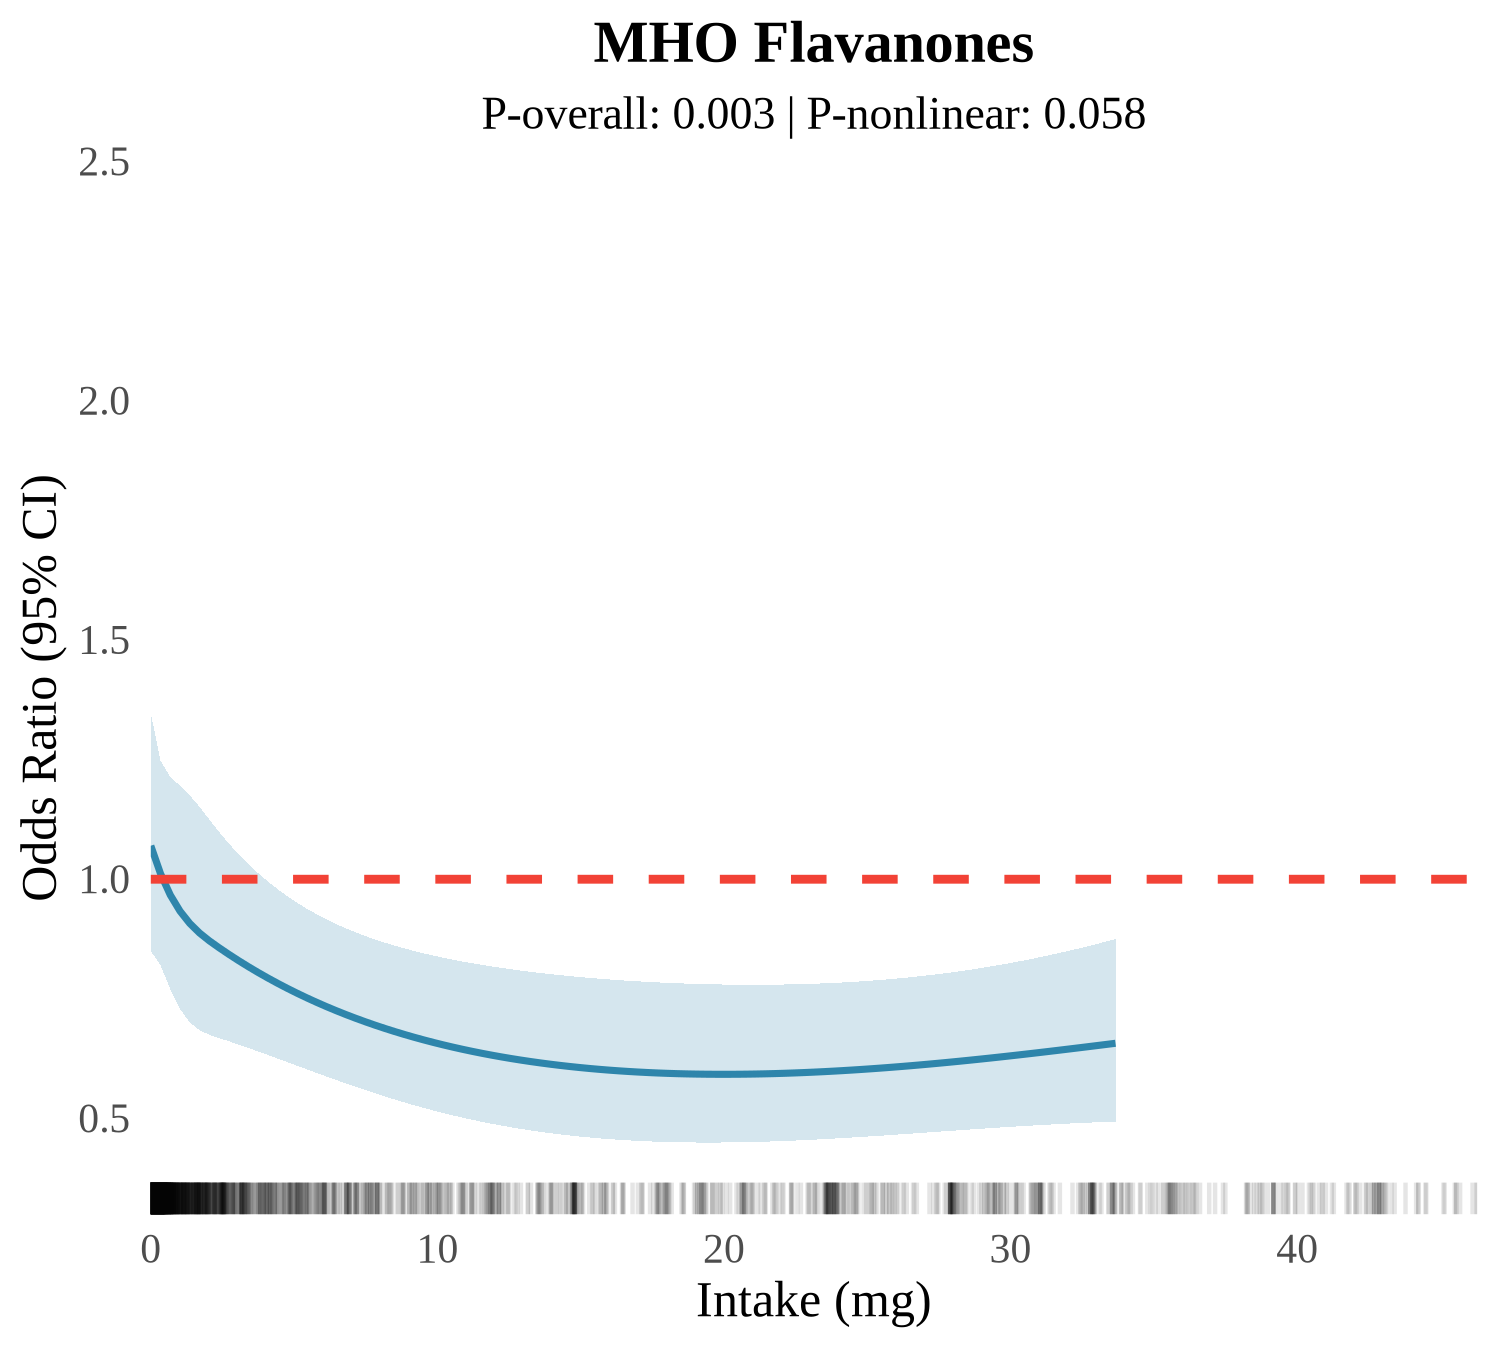 MHO Flavanones
P-overall: 0.003 | P-nonlinear: 0.058
2.5
2.0
1.5
1.0
0.5
Odds Ratio (95% CI)
0 10 20 30 40
Intake (mg)